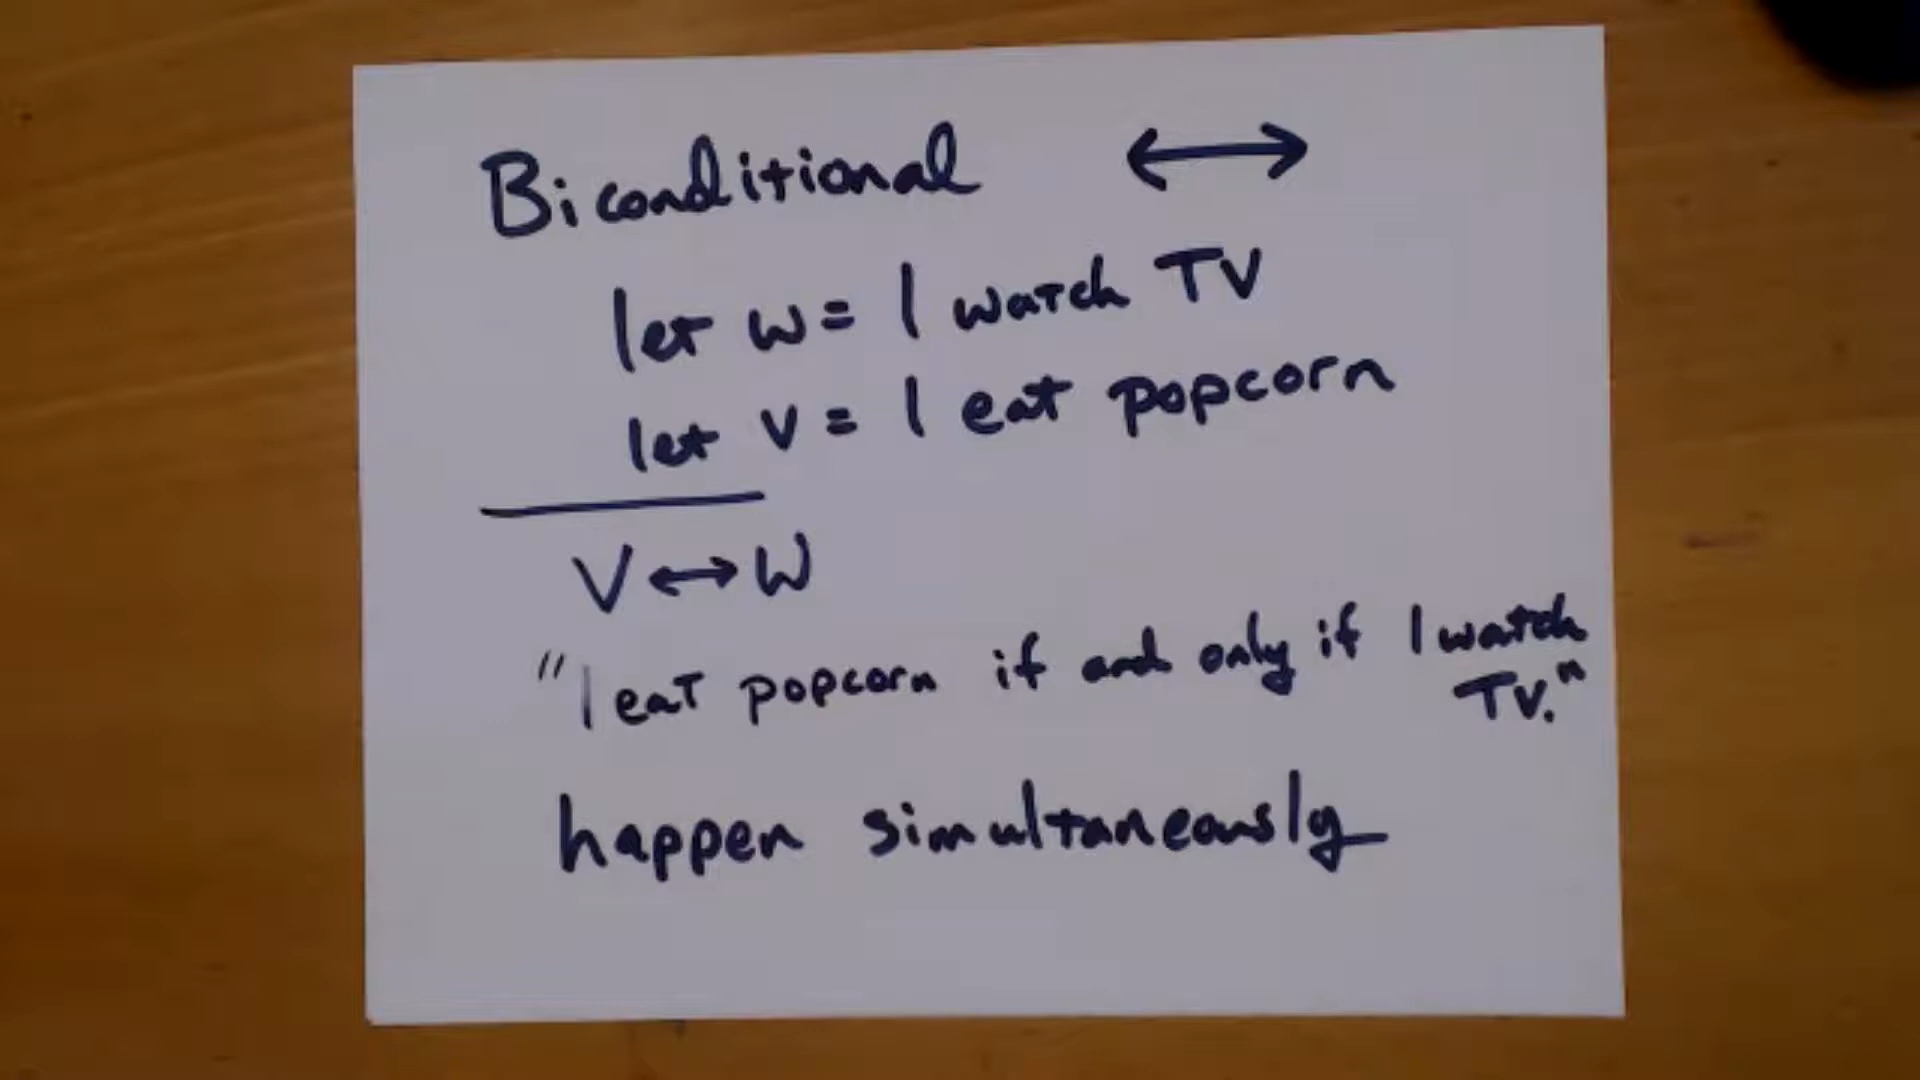 Biconditional ↔
let w = I watch TV
let v = I eat popcorn
V ↔ W
"I eat popcorn if and only if I watch
TV."
happen simultaneously